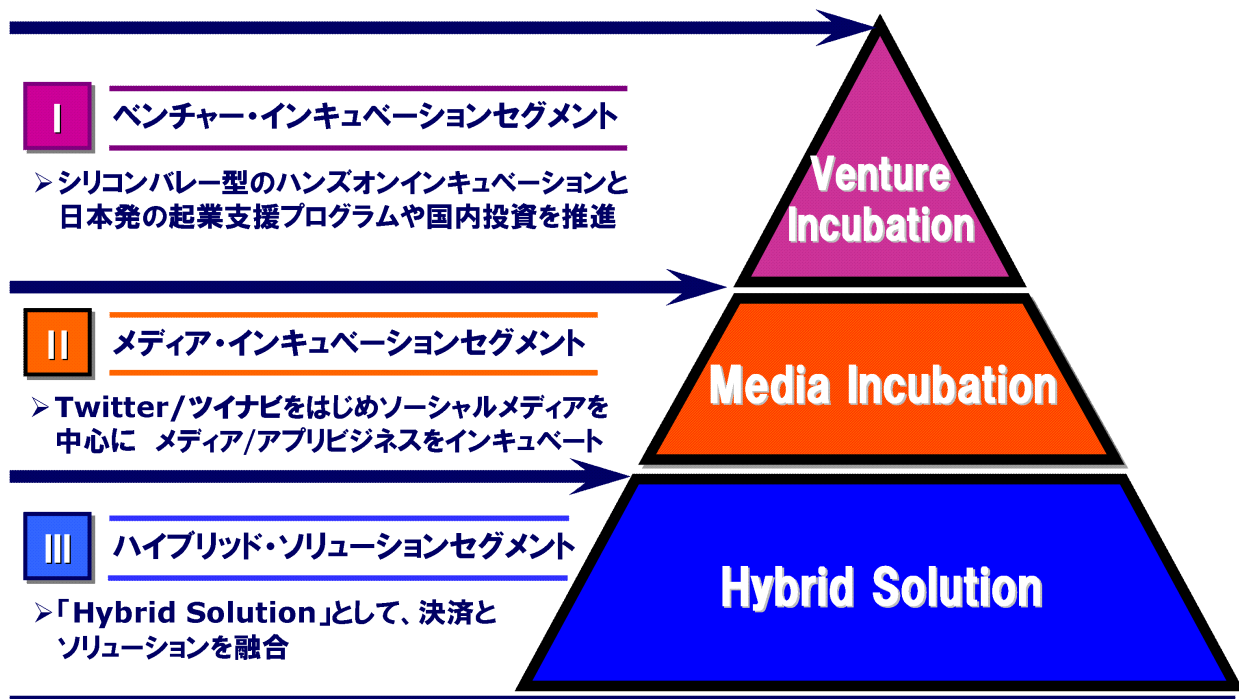 I
ベンチャー・インキュベーションセグメント
➢シリコンバレー型のハンズオンインキュベーションと
日本発の起業支援プログラムや国内投資を推進
II
メディア・インキュベーションセグメント
➢Twitter/ツイナビをはじめソーシャルメディアを
中心に　メディア/アプリビジネスをインキュベート
III
ハイブリッド・ソリューションセグメント
➢「Hybrid Solution」として、決済と
ソリューションを融合
Venture
Incubation
Media Incubation
Hybrid Solution